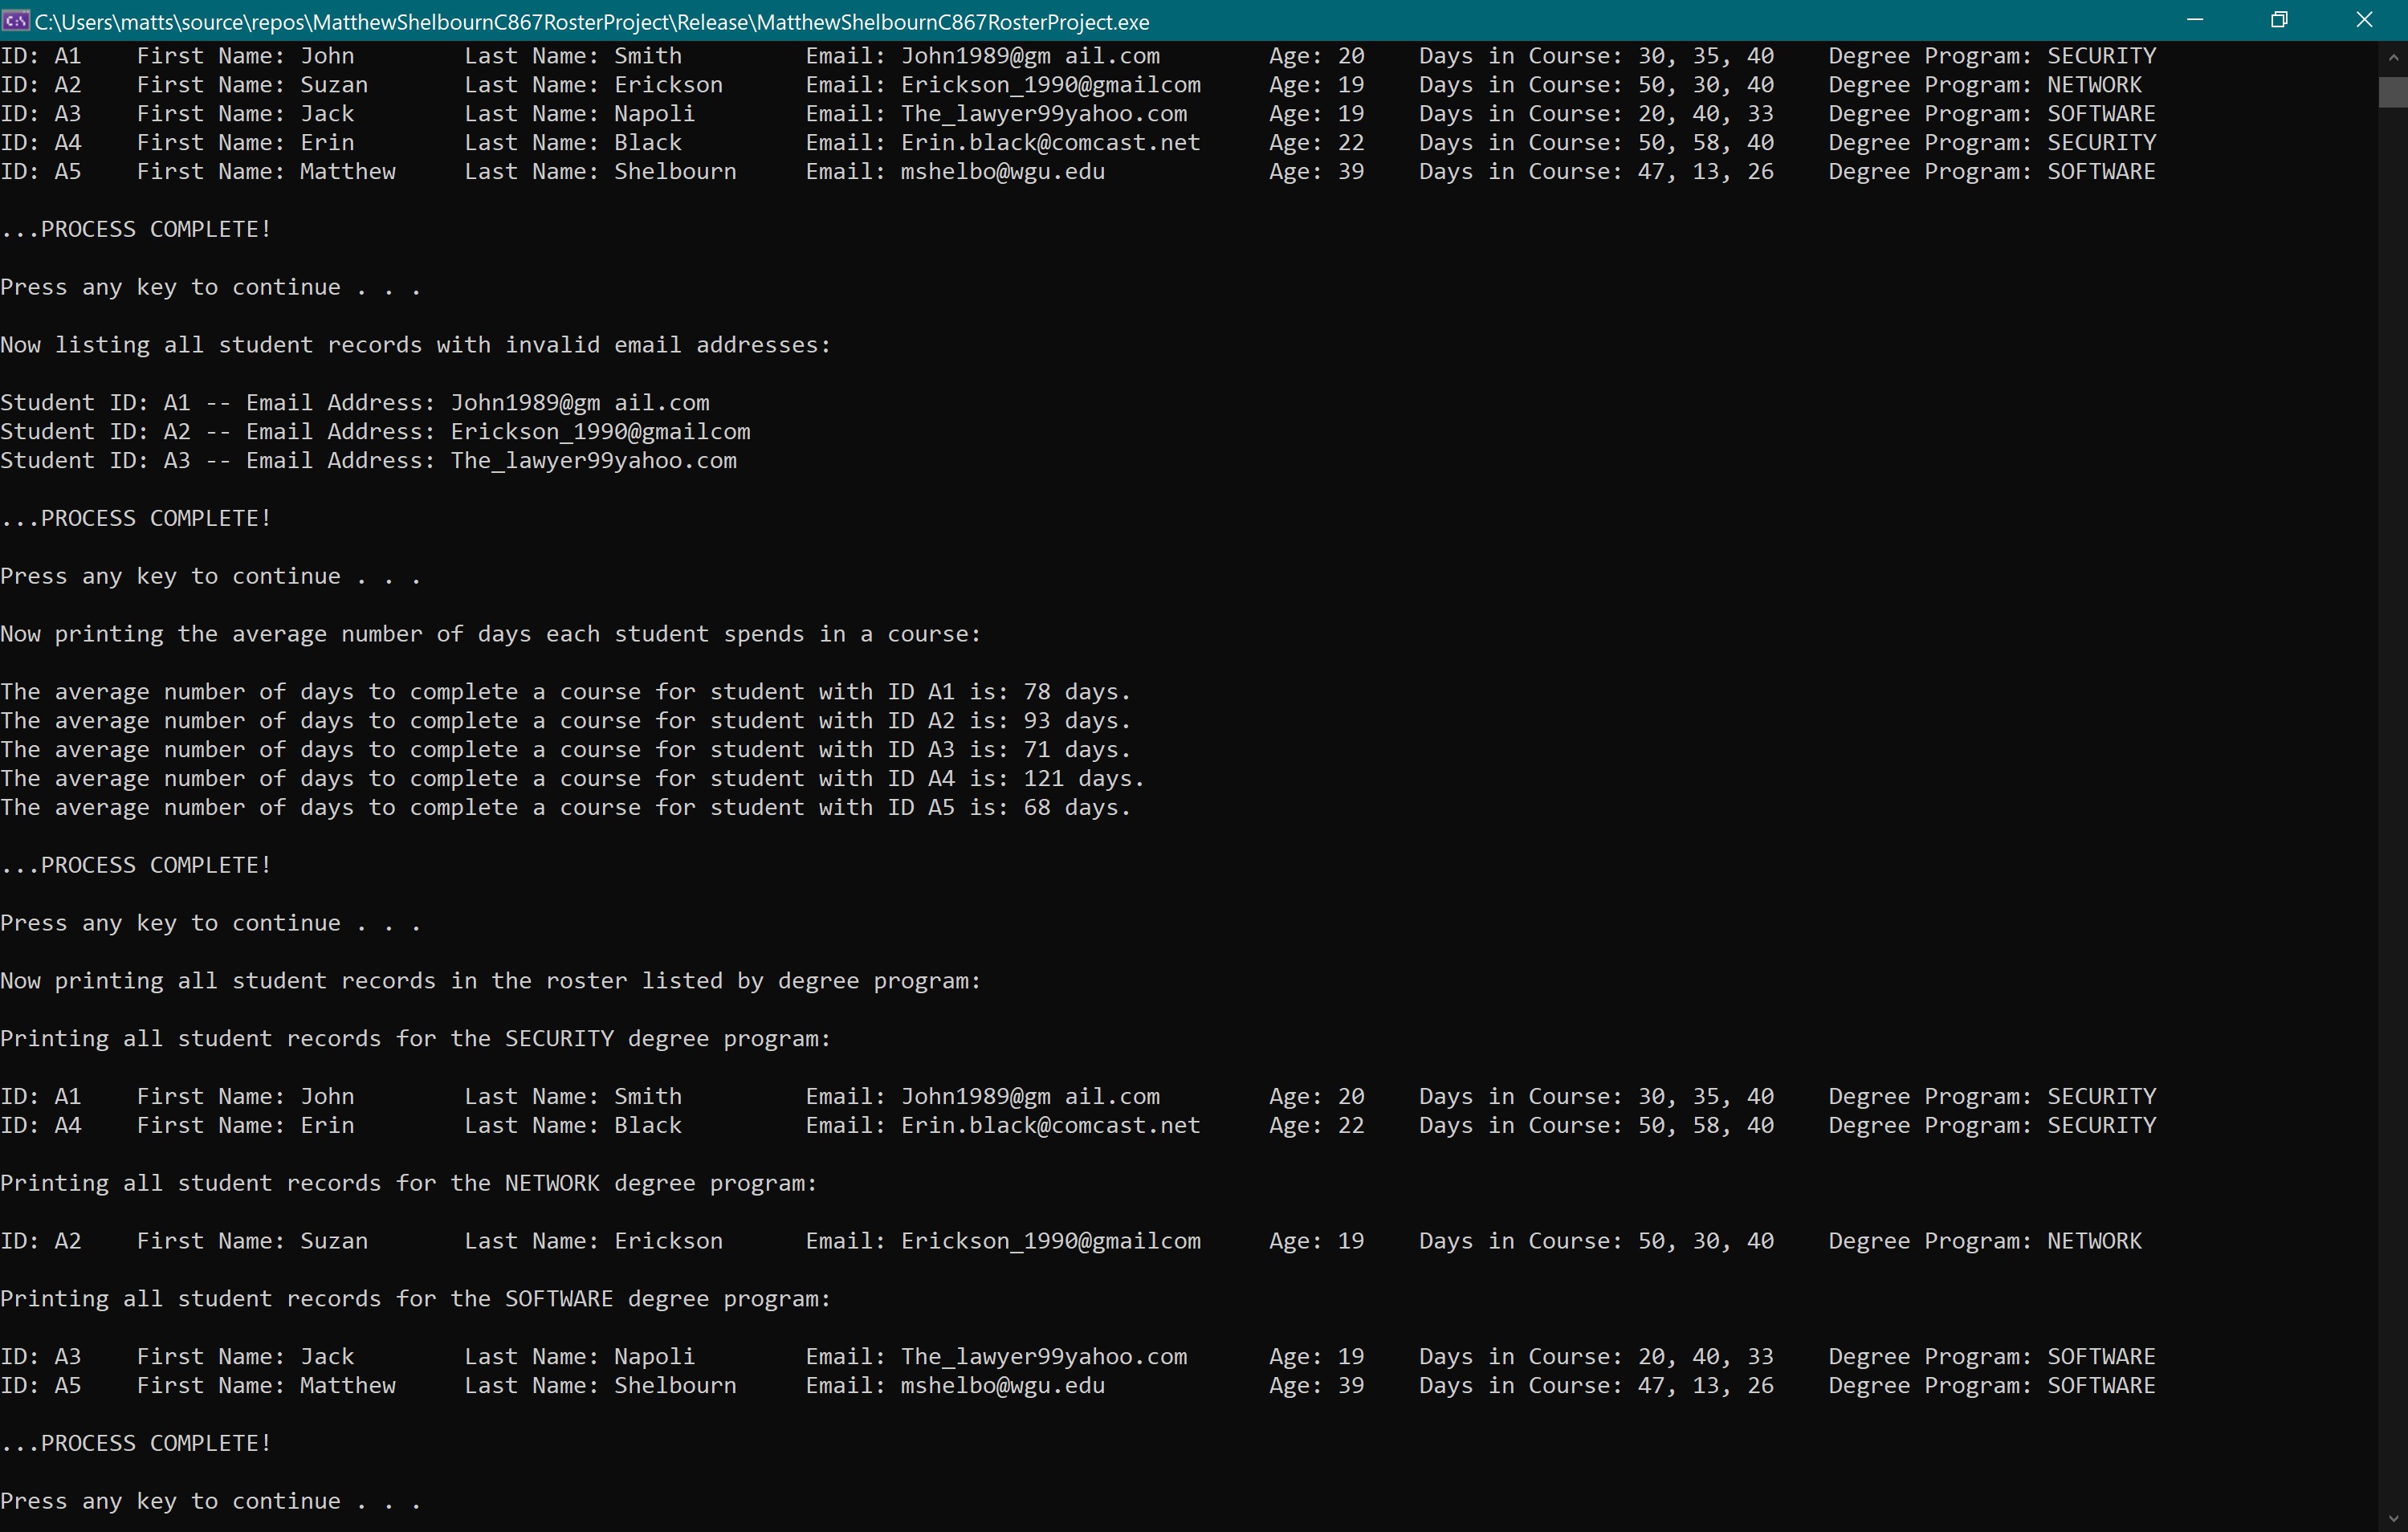 C:\Users\matts\source\repos\MatthewShelbournC867RosterProject\Release\MatthewShelbournC867RosterProject.exe
ID: A1    First Name: John        Last Name: Smith         Email: John1989@gm ail.com        Age: 20    Days in Course: 30, 35, 40    Degree Program: SECURITY
ID: A2    First Name: Suzan       Last Name: Erickson      Email: Erickson_1990@gmailcom     Age: 19    Days in Course: 50, 30, 40    Degree Program: NETWORK
ID: A3    First Name: Jack        Last Name: Napoli        Email: The_lawyer99yahoo.com      Age: 19    Days in Course: 20, 40, 33    Degree Program: SOFTWARE
ID: A4    First Name: Erin        Last Name: Black         Email: Erin.black@comcast.net     Age: 22    Days in Course: 50, 58, 40    Degree Program: SECURITY
ID: A5    First Name: Matthew     Last Name: Shelbourn     Email: mshelbo@wgu.edu            Age: 39    Days in Course: 47, 13, 26    Degree Program: SOFTWARE
...PROCESS COMPLETE!
Press any key to continue . . .
Now listing all student records with invalid email addresses:
Student ID: A1 -- Email Address: John1989@gm ail.com
Student ID: A2 -- Email Address: Erickson_1990@gmailcom
Student ID: A3 -- Email Address: The_lawyer99yahoo.com
...PROCESS COMPLETE!
Press any key to continue . . .
Now printing the average number of days each student spends in a course:
The average number of days to complete a course for student with ID A1 is: 78 days.
The average number of days to complete a course for student with ID A2 is: 93 days.
The average number of days to complete a course for student with ID A3 is: 71 days.
The average number of days to complete a course for student with ID A4 is: 121 days.
The average number of days to complete a course for student with ID A5 is: 68 days.
...PROCESS COMPLETE!
Press any key to continue . . .
Now printing all student records in the roster listed by degree program:
Printing all student records for the SECURITY degree program:
ID: A1    First Name: John        Last Name: Smith         Email: John1989@gm ail.com        Age: 20    Days in Course: 30, 35, 40    Degree Program: SECURITY
ID: A4    First Name: Erin        Last Name: Black         Email: Erin.black@comcast.net     Age: 22    Days in Course: 50, 58, 40    Degree Program: SECURITY
Printing all student records for the NETWORK degree program:
ID: A2    First Name: Suzan       Last Name: Erickson      Email: Erickson_1990@gmailcom     Age: 19    Days in Course: 50, 30, 40    Degree Program: NETWORK
Printing all student records for the SOFTWARE degree program:
ID: A3    First Name: Jack        Last Name: Napoli        Email: The_lawyer99yahoo.com      Age: 19    Days in Course: 20, 40, 33    Degree Program: SOFTWARE
ID: A5    First Name: Matthew     Last Name: Shelbourn     Email: mshelbo@wgu.edu            Age: 39    Days in Course: 47, 13, 26    Degree Program: SOFTWARE
...PROCESS COMPLETE!
Press any key to continue . . .